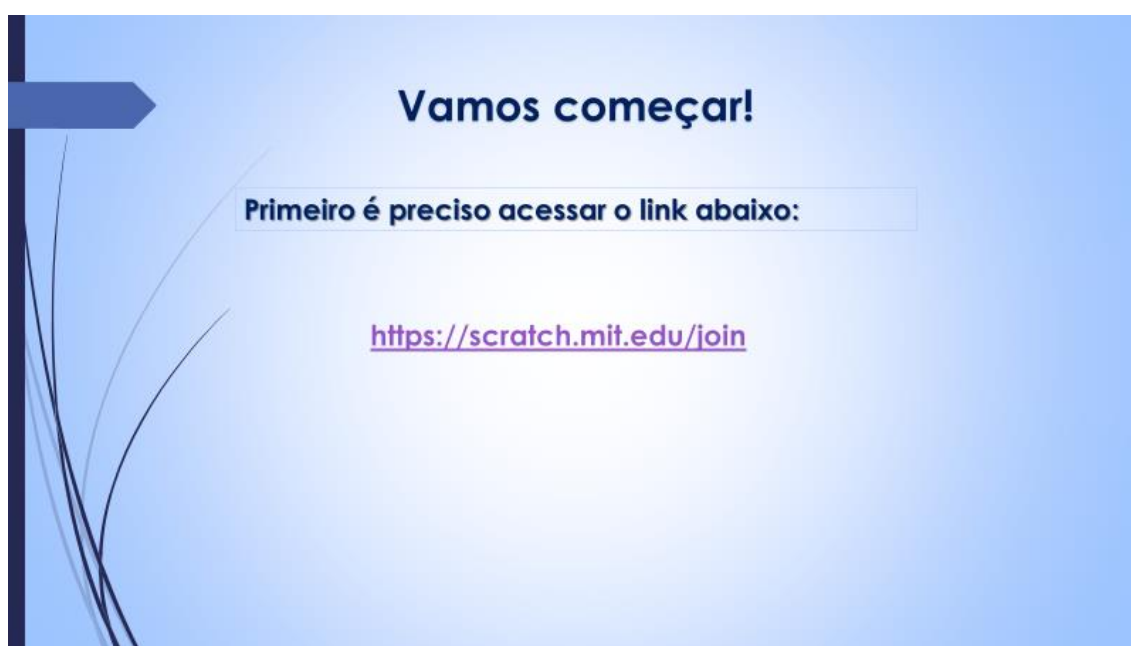 Vamos começar!
Primeiro é preciso acessar o link abaixo:
https://scratch.mit.edu/join